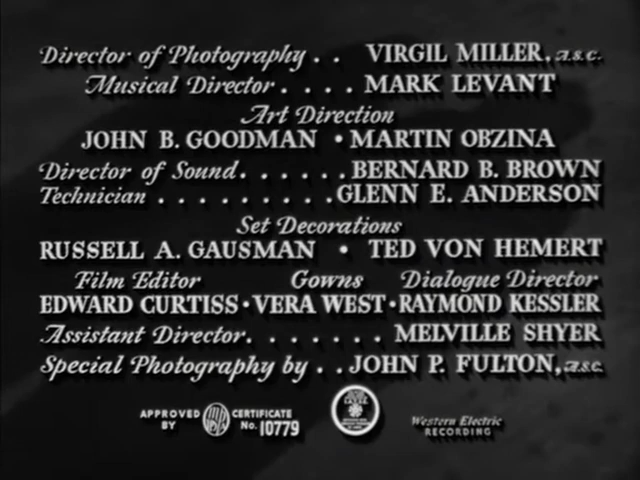 Director of Photography . . VIRGIL MILLER, A.S.C.
Musical Director . . . . MARK LEVANT
Art Direction
JOHN B. GOODMAN • MARTIN OBZINA
Director of Sound. . . . . . BERNARD B. BROWN
Technician . . . . . . . . . GLENN E. ANDERSON
Set Decorations
RUSSELL A. GAUSMAN • TED VON HEMERT
Film Editor Gowns Dialogue Director
EDWARD CURTISS • VERA WEST • RAYMOND KESSLER
Assistant Director. . . . . . . MELVILLE SHYER
Special Photography by . . JOHN P. FULTON, A.S.C.
APPROVED BY CERTIFICATE No. 10779
Western Electric
RECORDING